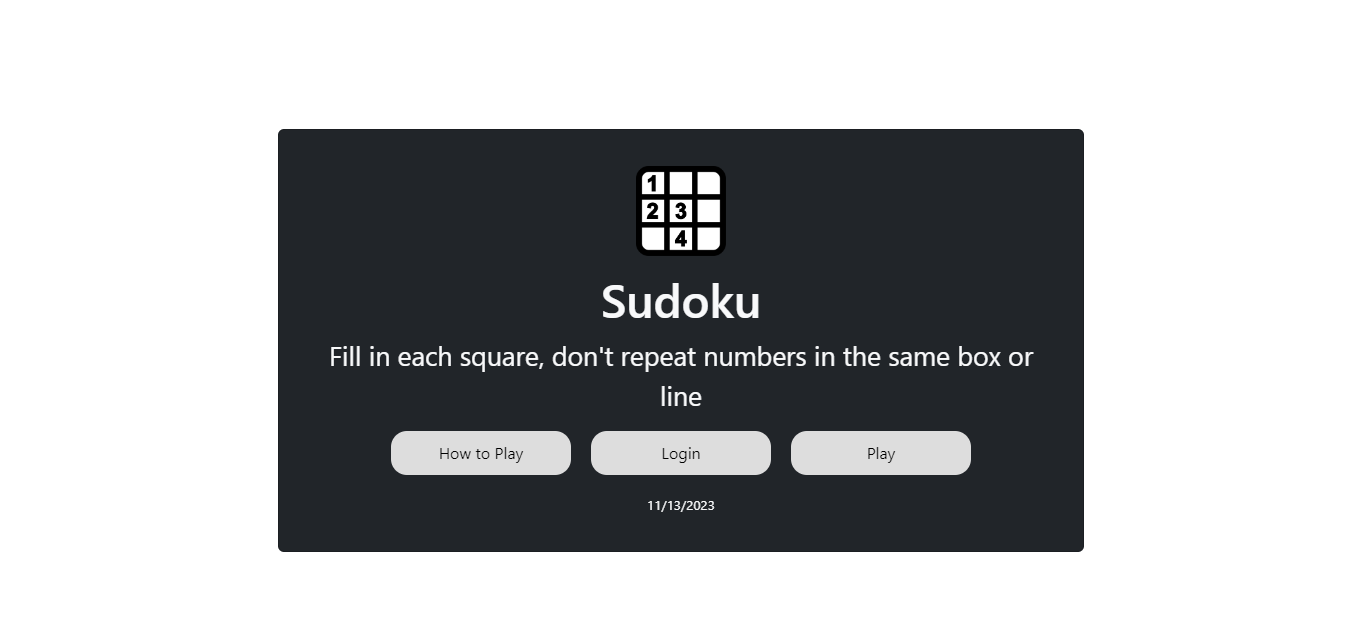 1
2 3
4
Sudoku
Fill in each square, don't repeat numbers in the same box or
line
How to Play Login Play
11/13/2023